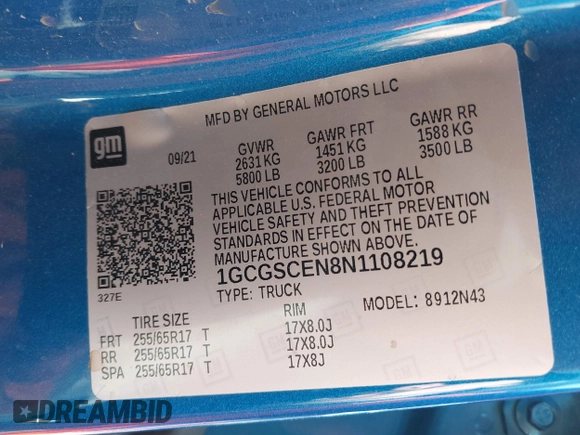 MFD BY GENERAL MOTORS LLC
gm
09/21
GVWR GAWR FRT GAWR RR
2631 KG 1451 KG 1588 KG
5800 LB 3200 LB 3500 LB
THIS VEHICLE CONFORMS TO ALL
APPLICABLE U.S. FEDERAL MOTOR
VEHICLE SAFETY AND THEFT PREVENTION
STANDARDS IN EFFECT ON THE DATE OF
MANUFACTURE SHOWN ABOVE.
327E
1GCGSCEN8N1108219
TYPE: TRUCK MODEL: 8912N43
TIRE SIZE RIM
FRT 255/65R17 T 17X8.0J
RR 255/65R17 T 17X8.0J
SPA 255/65R17 T 17X8J
DREAMBID